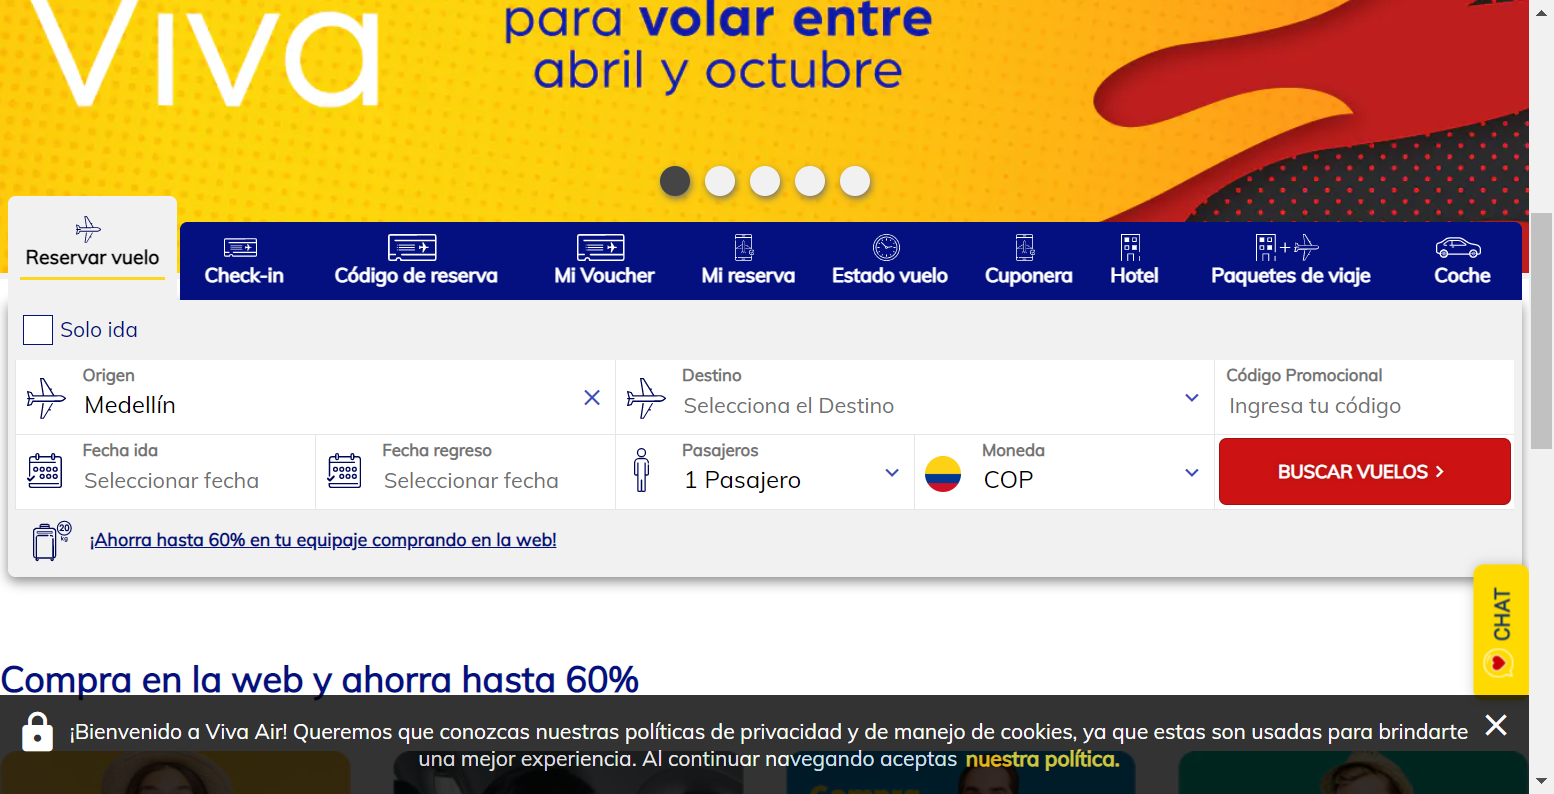 Viva
para volar entre
abril y octubre
Reservar vuelo
Check-in
Código de reserva
Mi Voucher
Mi reserva
Estado vuelo
Cuponera
Hotel
Paquetes de viaje
Coche
Solo ida
Origen
Medellín
Destino
Selecciona el Destino
Código Promocional
Ingresa tu código
Fecha ida
Seleccionar fecha
Fecha regreso
Seleccionar fecha
Pasajeros
1 Pasajero
Moneda
COP
BUSCAR VUELOS
20
kg
¡Ahorra hasta 60% en tu equipaje comprando en la web!
CHAT
Compra en la web y ahorra hasta 60%
¡Bienvenido a Viva Air! Queremos que conozcas nuestras políticas de privacidad y de manejo de cookies, ya que estas son usadas para brindarte
una mejor experiencia. Al continuar navegando aceptas nuestra política.
Compra